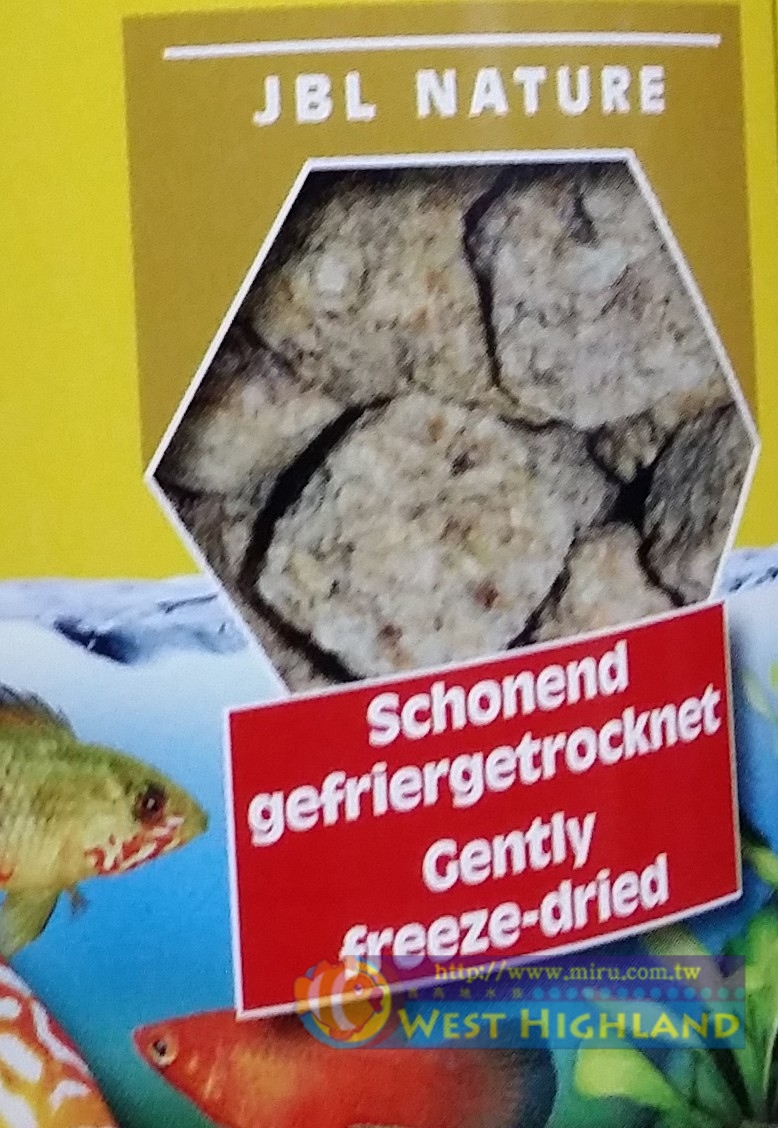 JBL NATURE
Schonend
gefriergetrocknet
Gently
freeze-dried
http://www.miru.com.tw
WEST HIGHLAND